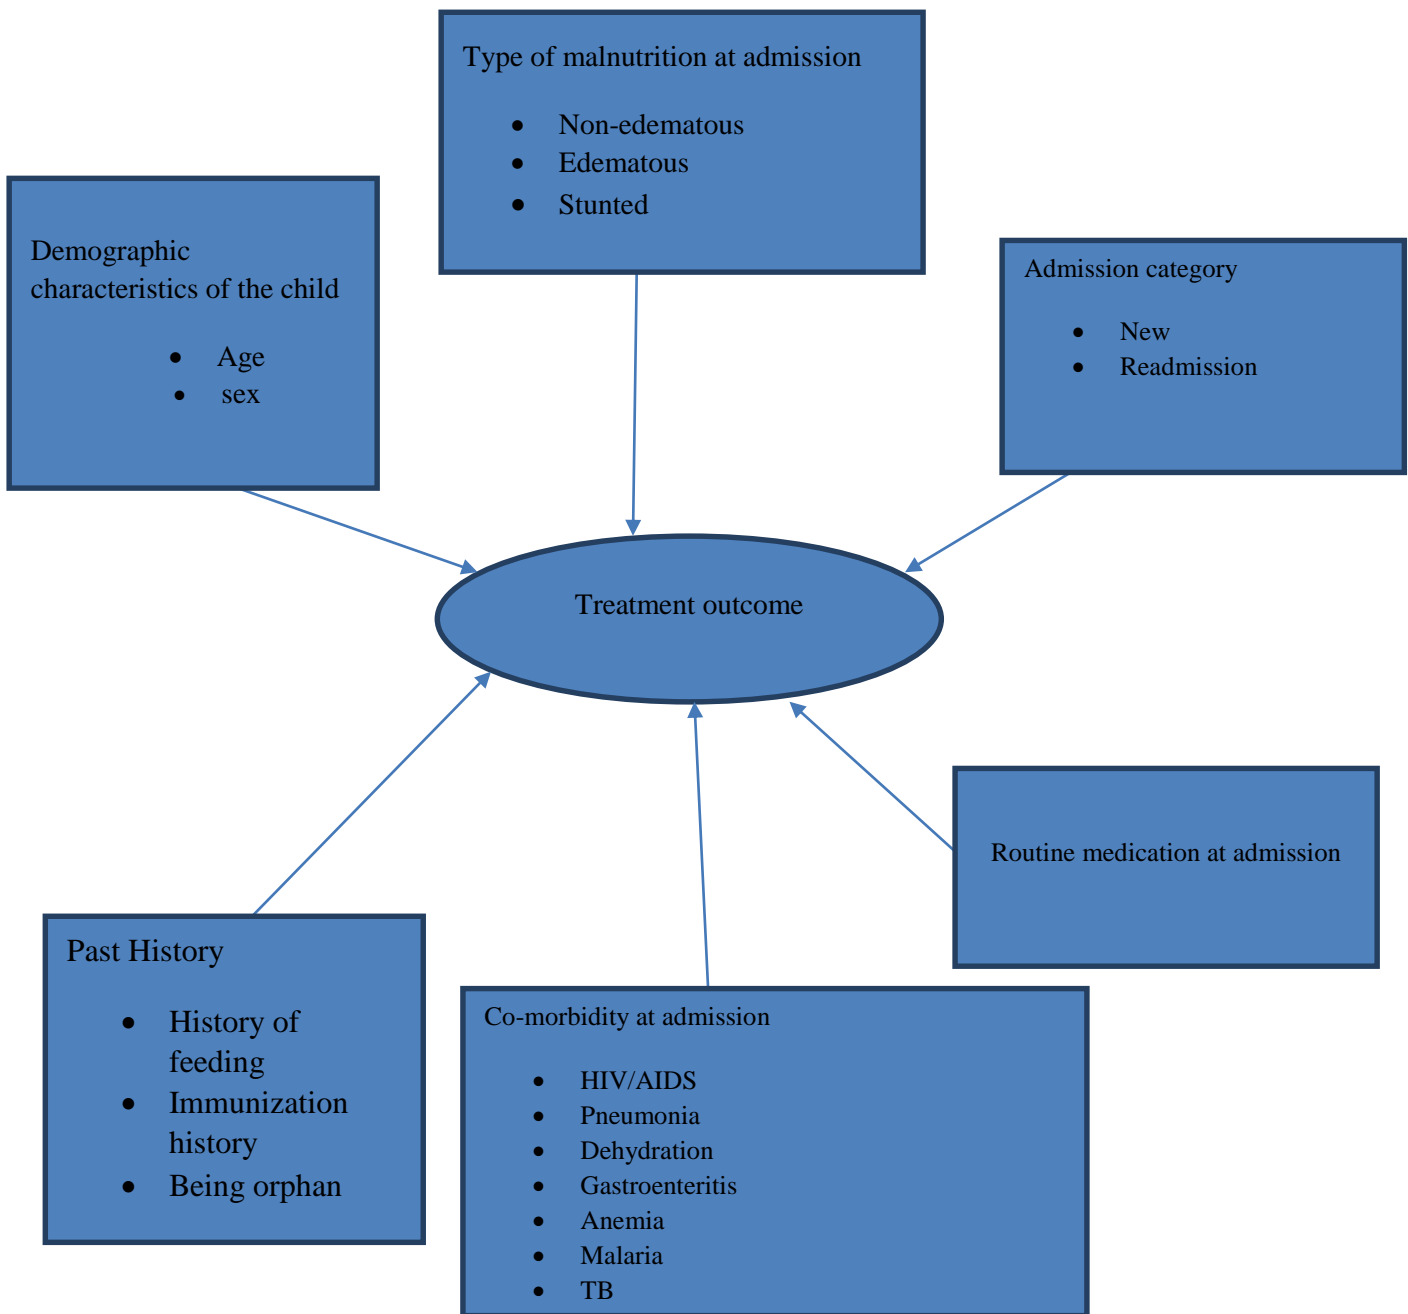 Type of malnutrition at admission
• Non-edematous
• Edematous
• Stunted
Demographic
characteristics of the child
• Age
• sex
Admission category
• New
• Readmission
Treatment outcome
Routine medication at admission
Past History
• History of
feeding
• Immunization
history
• Being orphan
Co-morbidity at admission
• HIV/AIDS
• Pneumonia
• Dehydration
• Gastroenteritis
• Anemia
• Malaria
• TB